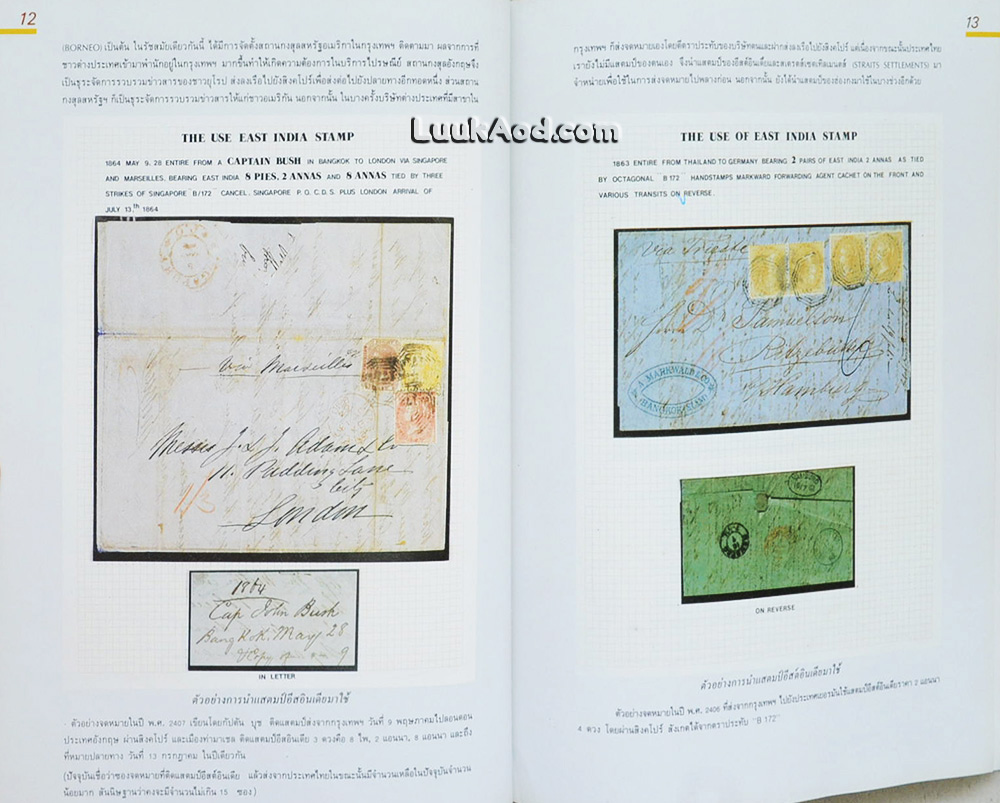 12
(BORNEO) เป็นต้น ในรัชสมัยเดียวกันนี้ ได้มีการจัดตั้งสถานกงสุลสหรัฐอเมริกาในกรุงเทพฯ ติดตามมา ผลจากการที่
ชาวต่างประเทศเข้ามาพำนักอยู่ในกรุงเทพฯ มากขึ้นทำให้เกิดความต้องการในบริการไปรษณีย์ สถานกงสุลอังกฤษจึง
เป็นธุระจัดการรวบรวมข่าวสารของชาวยุโรป ส่งลงเรือไปยังสิงคโปร์เพื่อส่งต่อไปยังปลายทางอีกทอดหนึ่ง ส่วนสถาน
กงสุลสหรัฐฯ ก็เป็นธุระจัดการรวบรวมข่าวสารให้แก่ชาวอเมริกัน นอกจากนั้น ในบางครั้งบริษัทต่างประเทศที่มีสาขาใน
THE USE EAST INDIA STAMP
1864 MAY 9. 28 ENTIRE FROM A CAPTAIN BUSH IN BANGKOK TO LONDON VIA SINGAPORE
AND MARSEILLES, BEARING EAST INDIA 8 PIES, 2 ANNAS AND 8 ANNAS TIED BY THREE
STRIKES OF SINGAPORE "B/172" CANCEL. SINGAPORE P.O. C.D.S. PLUS LONDON ARRIVAL OF
JULY 13,th 1864
via Marseilles
Messrs J. & J. Adam & Co
11. Pudding Lane
City
London
1/3
1864
Cap John Bush
Bangkok. May 28
& Copy of 9
IN LETTER
ตัวอย่างการนำแสตมป์อีสอินเดียมาใช้
ตัวอย่างจดหมายในปี พ.ศ. 2407 เขียนโดยกัปตัน บุช ติดแสตมป์ส่งจากกรุงเทพฯ วันที่ 9 พฤษภาคมไปลอนดอน
ประเทศอังกฤษ ผ่านสิงคโปร์ และเมืองท่ามาเซล ติดแสตมป์อีสอินเดีย 3 ดวงคือ 8 ไพ, 2 แอนนา, 8 แอนนา และถึง
ที่หมายปลายทาง วันที่ 13 กรกฎาคม ในปีเดียวกัน
(ปัจจุบันเชื่อว่าซองจดหมายที่ติดแสตมป์อีสต์อินเดีย แล้วส่งจากประเทศไทยในขณะนั้นมีจำนวนเหลือในปัจจุบันจำนวน
น้อยมาก สันนิษฐานว่าคงจะมีจำนวนไม่เกิน 15 ซอง)
LuukAod.com
13
กรุงเทพฯ ก็ส่งจดหมายเองโดยตีตราประทับของบริษัทตนและฝากส่งลงเรือไปยังสิงคโปร์ แต่เนื่องจากขณะนั้นประเทศไทย
เรายังไม่มีแสตมป์ของตนเอง จึงนำแสตมป์ของอีสต์อินเดียและสเตรตส์เซตเทิลเมนตส์ (STRAITS SETTLEMENTS) มา
จำหน่ายเพื่อใช้ในการส่งจดหมายไปพลางก่อน นอกจากนั้น ยังได้นำแสตมป์ของฮ่องกงมาใช้ในบางช่วงอีกด้วย
THE USE OF EAST INDIA STAMP
1863 ENTIRE FROM THAILAND TO GERMANY BEARING 2 PAIRS OF EAST INDIA 2 ANNAS AS TIED
BY OCTAGONAL "B 172" HANDSTAMPS MARKWARD FORWARDING AGENT CACHET ON THE FRONT AND
VARIOUS TRANSITS ON REVERSE.
via Trieste
Samuelson
Ratzeburg
Hamburg
A. MARKWALD & CO
BANGKOK SIAM
ON REVERSE
ตัวอย่างการนำแสตมป์อีสต์อินเดียมาใช้
ตัวอย่างจดหมายในปี พ.ศ. 2406 ที่ส่งจากกรุงเทพฯ ไปยังประเทศเยอรมันใช้แสตมป์อีสต์อินเดียราคา 2 แอนนา
4 ดวง โดยผ่านสิงคโปร์ สังเกตได้จากตราประทับ "B 172"